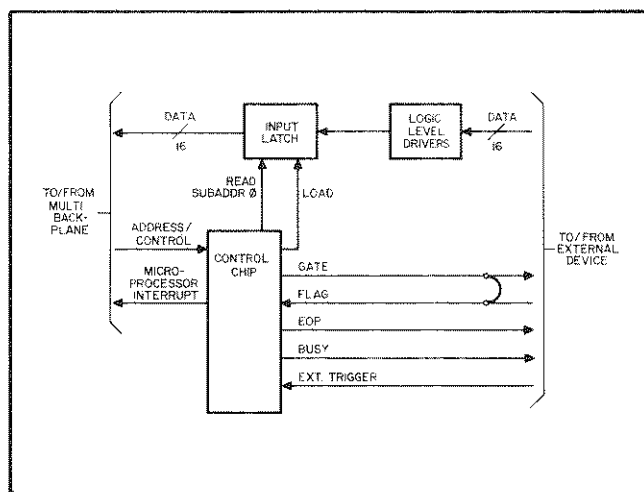 DATA
16
INPUT
LATCH
LOGIC
LEVEL
DRIVERS
DATA
16
READ
SUBADDR Ø
LOAD
TO/FROM
MULTI
BACK-
PLANE
ADDRESS/
CONTROL
CONTROL
CHIP
MICRO-
PROCESSOR
INTERRUPT
GATE
FLAG
EOP
BUSY
EXT. TRIGGER
TO/FROM
EXTERNAL
DEVICE